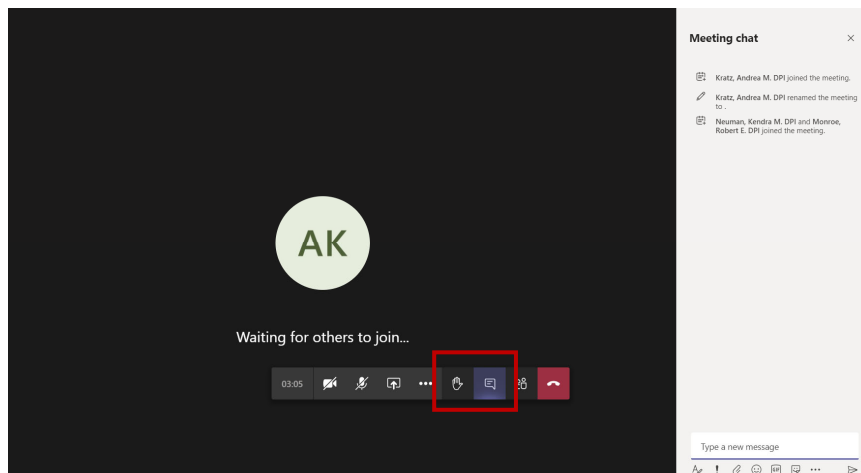 Meeting chat
Kratz, Andrea M. DPI joined the meeting.
Kratz, Andrea M. DPI renamed the meeting
to .
Neuman, Kendra M. DPI and Monroe,
Robert E. DPI joined the meeting.
AK
Waiting for others to join...
03:05
Type a new message
GIF